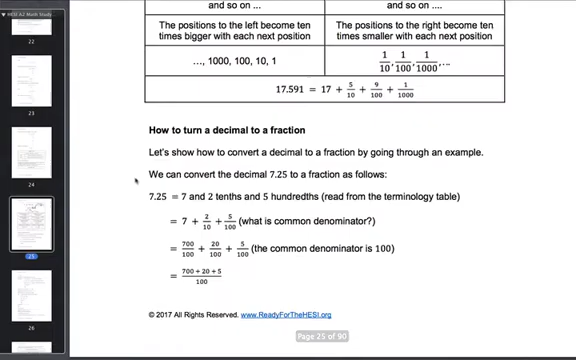 HESI A2 Math Study...
and so on ... and so on ....
The positions to the left become ten The positions to the right become ten
times bigger with each next position times smaller with each next position
…, 1000, 100, 10, 1 1/10, 1/100, 1/1000, …
17.591 = 17 + 5/10 + 9/100 + 1/1000
How to turn a decimal to a fraction
Let's show how to convert a decimal to a fraction by going through an example.
We can convert the decimal 7.25 to a fraction as follows:
7.25 = 7 and 2 tenths and 5 hundredths (read from the terminology table)
= 7 + 2/10 + 5/100 (what is common denominator?)
= 700/100 + 20/100 + 5/100 (the common denominator is 100)
= 700 + 20 + 5/100
© 2017 All Rights Reserved. www.ReadyForTheHESI.org
Page 25 of 90
22
23
24
25
26